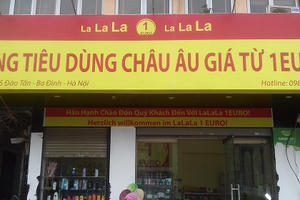 La La La 1 EURO La La La
NG TIÊU DÙNG CHÂU ÂU GIÁ TỪ 1EU
5 Đào Tấn - Ba Đình - Hà Nội Hotline: 09
Hân Hạnh Chào Đón Quý Khách Đến Với LaLaLa 1EURO!
Herzlich willkommen im LaLaLa 1 EURO!